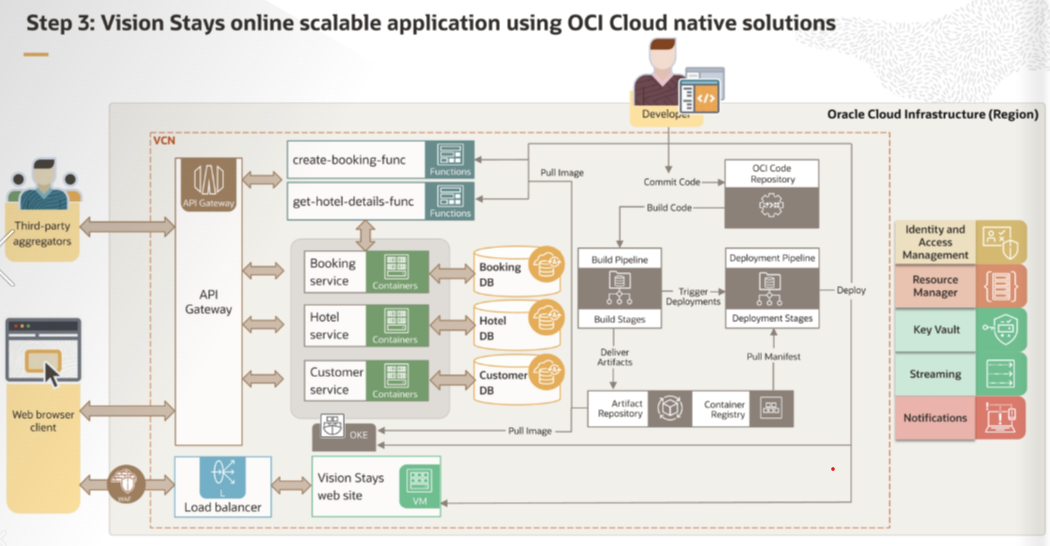 Step 3: Vision Stays online scalable application using OCI Cloud native solutions
Developer
Oracle Cloud Infrastructure (Region)
VCN
API Gateway
create-booking-func
Functions
get-hotel-details-func
Functions
Pull Image
Commit Code
OCI Code
Repository
Build Code
Third-party
aggregators
API
Gateway
Booking
service
Containers
Booking
DB
Hotel
service
Containers
Hotel
DB
Customer
service
Containers
Customer
DB
OKE
Build Pipeline
Build Stages
Trigger
Deployments
Deployment Pipeline
Deployment Stages
Deploy
Deliver
Artifacts
Pull Manifest
Artifact
Repository
Container
Registry
Pull Image
Web browser
client
WAF
L
Load balancer
Vision Stays
web site
VM
Identity and
Access
Management
Resource
Manager
Key Vault
Streaming
Notifications